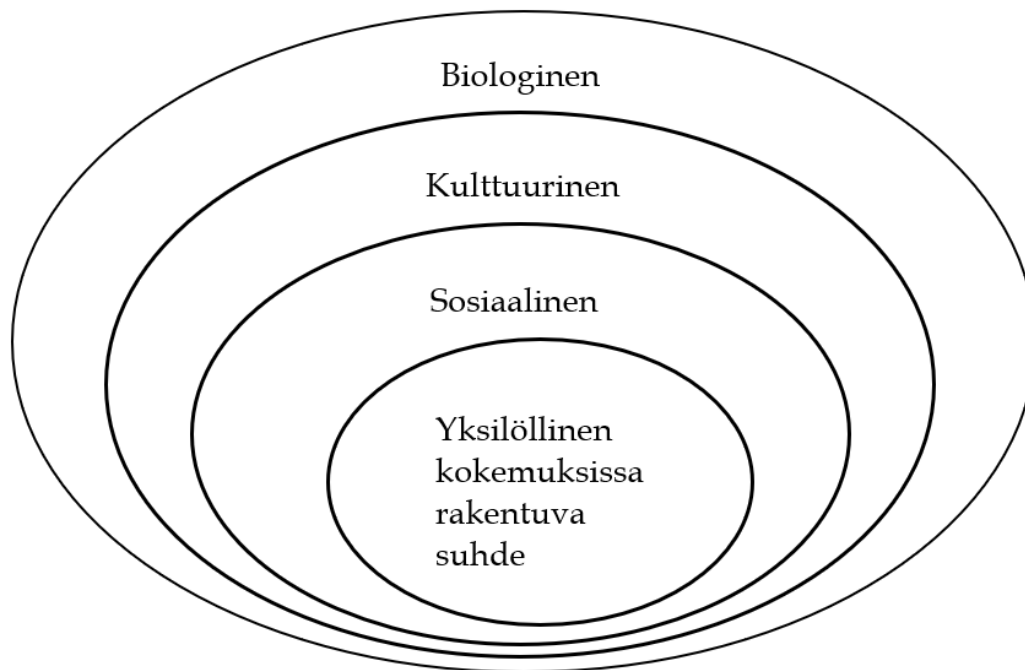 Biologinen
Kulttuurinen
Sosiaalinen
Yksilöllinen
kokemuksissa
rakentuva
suhde